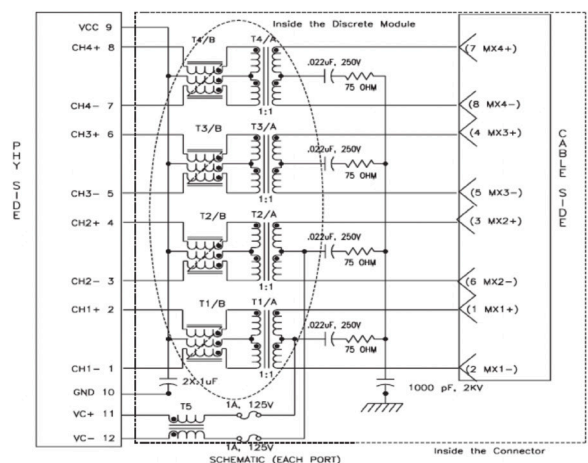 Inside the Discrete Module
VCC 9
T4/B T4/A
CH4+ 8
(7 MX4+)
.022uF, 250V
75 OHM
CH4- 7
1:1
(8 MX4-)
CH3+ 6
T3/B T3/A
(4 MX3+)
.022uF, 250V
75 OHM
CH3- 5
1:1
(5 MX3-)
CH2+ 4
T2/B T2/A
(3 MX2+)
.022uF, 250V
75 OHM
CH2- 3
1:1
(6 MX2-)
CH1+ 2
T1/B T1/A
(1 MX1+)
.022uF, 250V
75 OHM
CH1- 1
1:1
(2 MX1-)
2X.1uF
1000 pF, 2KV
GND 10
VC+ 11
T5
1A, 125V
VC- 12
1A, 125V
Inside the Connector
SCHEMATIC (EACH PORT)
PHY SIDE
CABLE SIDE